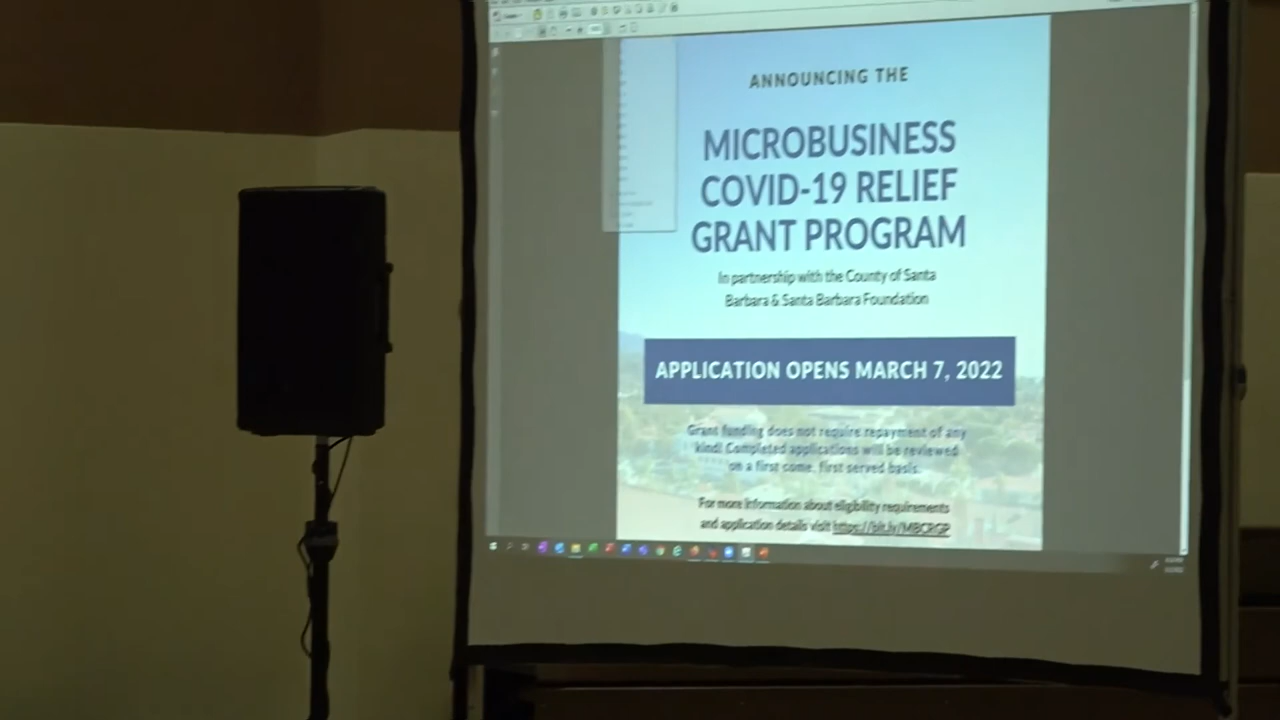 ANNOUNCING THE
MICROBUSINESS
COVID-19 RELIEF
GRANT PROGRAM
In partnership with the County of Santa
Barbara & Santa Barbara Foundation
APPLICATION OPENS MARCH 7, 2022
Grant funding does not require repayment of any
kind! Completed applications will be reviewed
on a first come, first served basis.
For more information about eligibility requirements
and application details visit https://bit.ly/MBCRGP